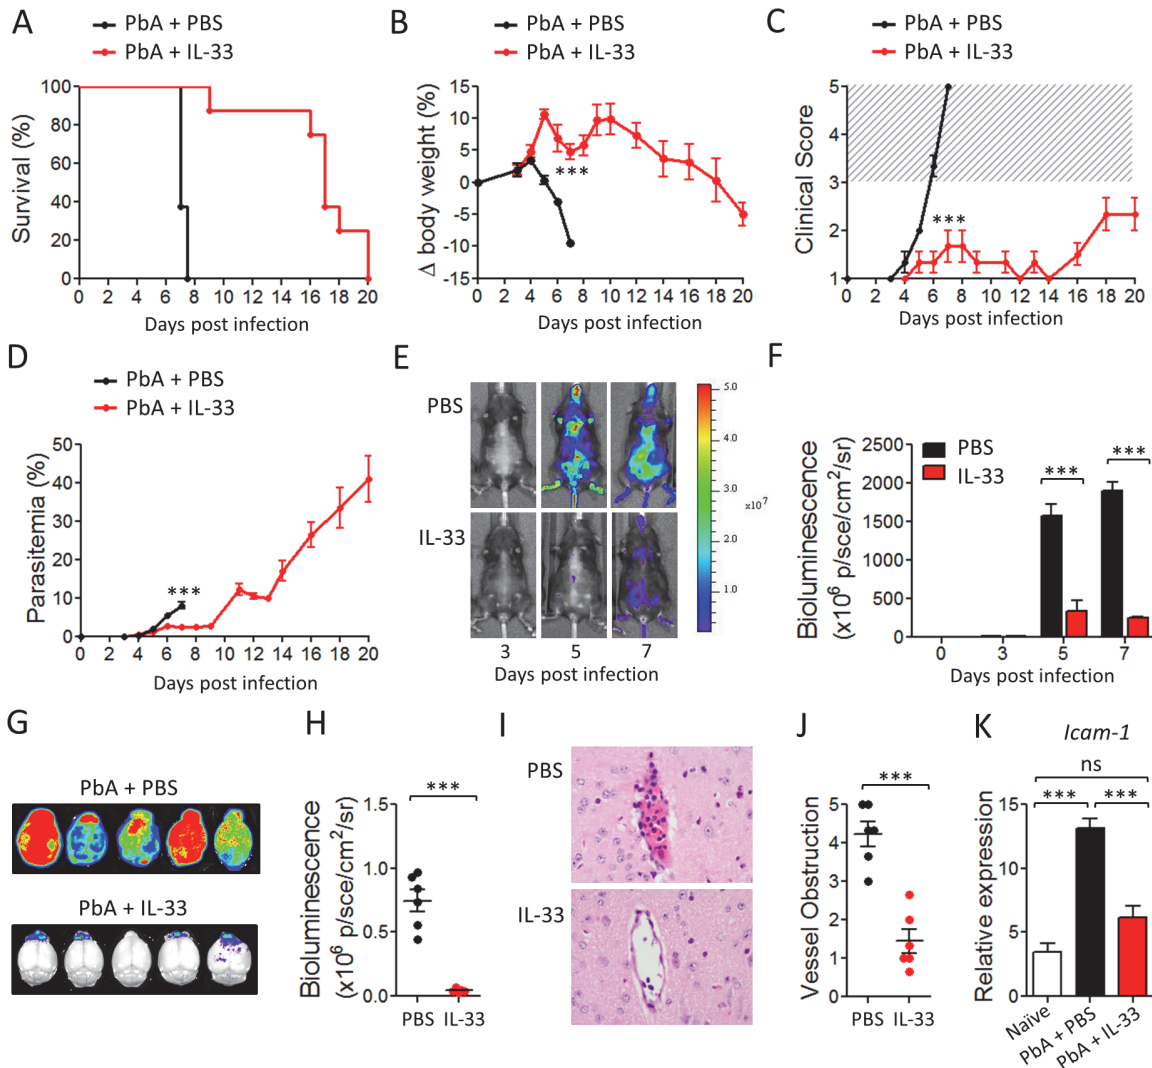 A
PbA + PBS
PbA + IL-33
Survival (%)
100
80
60
40
20
0
0 2 4 6 8 10 12 14 16 18 20
Days post infection
B
PbA + PBS
PbA + IL-33
Δ body weight (%)
15
10
5
0
-5
-10
-15
***
0 2 4 6 8 10 12 14 16 18 20
Days post infection
C
PbA + PBS
PbA + IL-33
Clinical Score
5
4
3
2
1
***
0 2 4 6 8 10 12 14 16 18 20
Days post infection
D
PbA + PBS
PbA + IL-33
Parasitemia (%)
50
40
30
20
10
0
***
0 2 4 6 8 10 12 14 16 18 20
Days post infection
E
PBS
IL-33
5.0
4.0
3.0
x10⁷
2.0
1.0
3 5 7
Days post infection
F
Bioluminescence
(x10⁶ p/sce/cm²/sr)
2500
2000
1500
1000
500
0
PBS
IL-33
***
***
0 3 5 7
Days post infection
G
PbA + PBS
PbA + IL-33
H
Bioluminescence
(x10⁶ p/sce/cm²/sr)
***
1.5
1.0
0.5
0.0
PBS IL-33
I
PBS
IL-33
J
Vessel Obstruction
***
5
4
3
2
1
0
PBS IL-33
K
Icam-1
ns
***
***
Relative expression
15
10
5
0
Naïve
PbA + PBS
PbA + IL-33